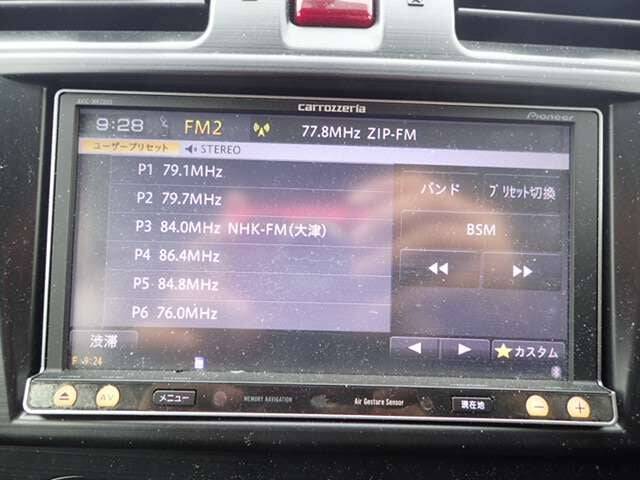 carrozzeria
Pioneer
9:28 FM2 77.8MHz ZIP-FM
ユーザープリセット STEREO
P1 79.1MHz
P2 79.7MHz
P3 84.0MHz NHK-FM(大津)
P4 86.4MHz
P5 84.8MHz
P6 76.0MHz
バンド プリセット切換
BSM
渋滞
カスタム
9:24
AV メニュー MEMORY NAVIGATION Air Gesture Sensor 現在地 - +